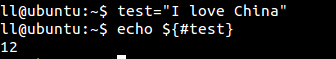 ll@ubuntu:~$ test="I love China"
ll@ubuntu:~$ echo ${#test}
12